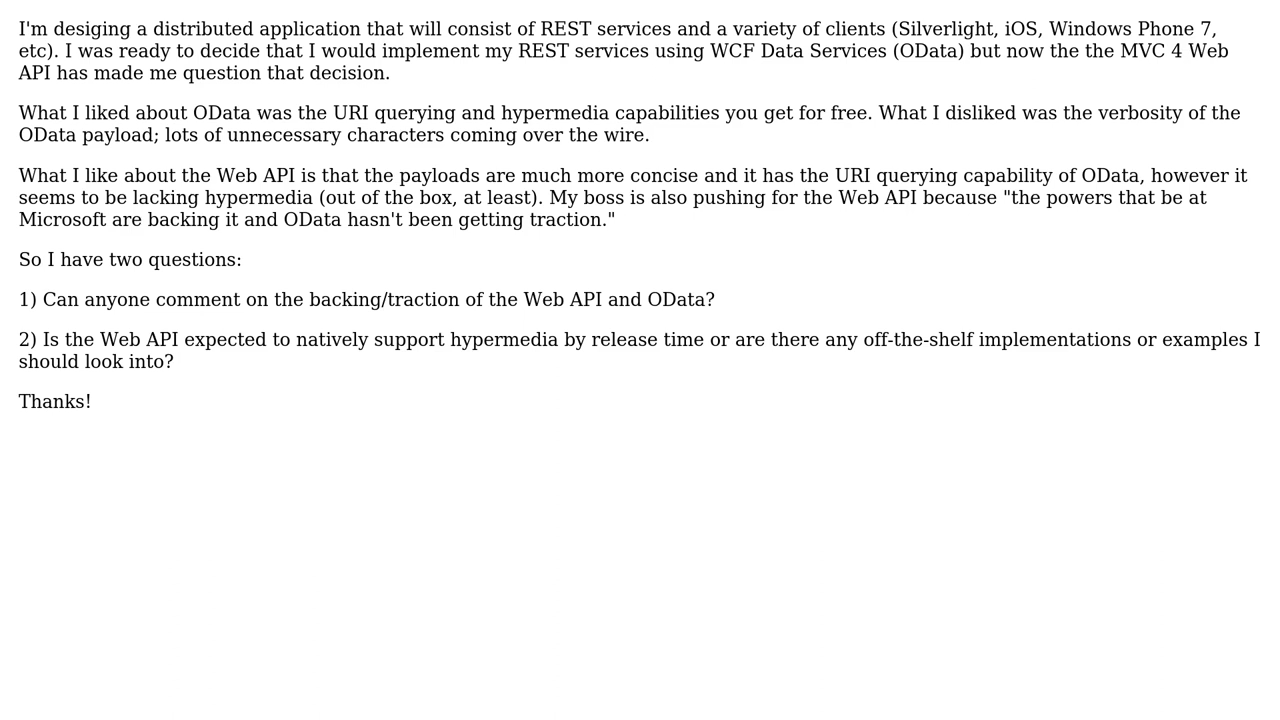 I'm desiging a distributed application that will consist of REST services and a variety of clients (Silverlight, iOS, Windows Phone 7,
etc). I was ready to decide that I would implement my REST services using WCF Data Services (OData) but now the the MVC 4 Web
API has made me question that decision.
What I liked about OData was the URI querying and hypermedia capabilities you get for free. What I disliked was the verbosity of the
OData payload; lots of unnecessary characters coming over the wire.
What I like about the Web API is that the payloads are much more concise and it has the URI querying capability of OData, however it
seems to be lacking hypermedia (out of the box, at least). My boss is also pushing for the Web API because "the powers that be at
Microsoft are backing it and OData hasn't been getting traction."
So I have two questions:
1) Can anyone comment on the backing/traction of the Web API and OData?
2) Is the Web API expected to natively support hypermedia by release time or are there any off-the-shelf implementations or examples I
should look into?
Thanks!